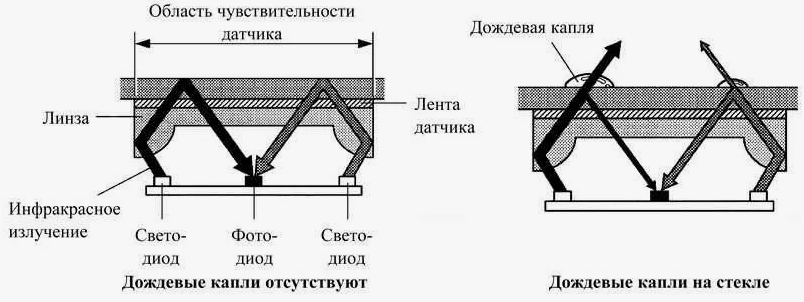 Область чувствительности
датчика
Линза
Лента
датчика
Инфракрасное
излучение
Свето-
диод
Фото-
диод
Свето-
диод
Дождевые капли отсутствуют
Дождевая капля
Дождевые капли на стекле